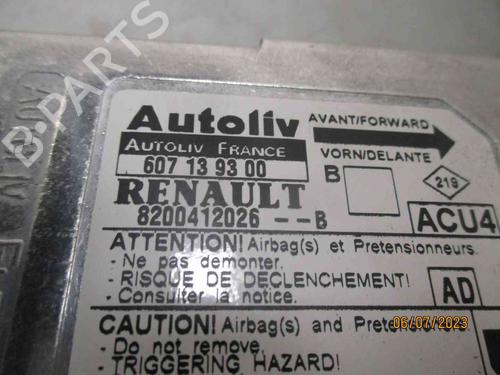 B-PARTS
Autoliv
AUTOLIV FRANCE
607 13 93 00
RENAULT
8200412026 --B
AVANT/FORWARD
VORN/DELANTE
B
219
ACU4
ATTENTION! Airbag(s) et Pretensionneurs.
- Ne pas demonter.
- RISQUE DE DECLENCHEMENT!
- Consulter la notice.
AD
CAUTION! Airbag(s) and Pretensioners
- Do not remove.
- TRIGGERING HAZARD!
06/07/2023